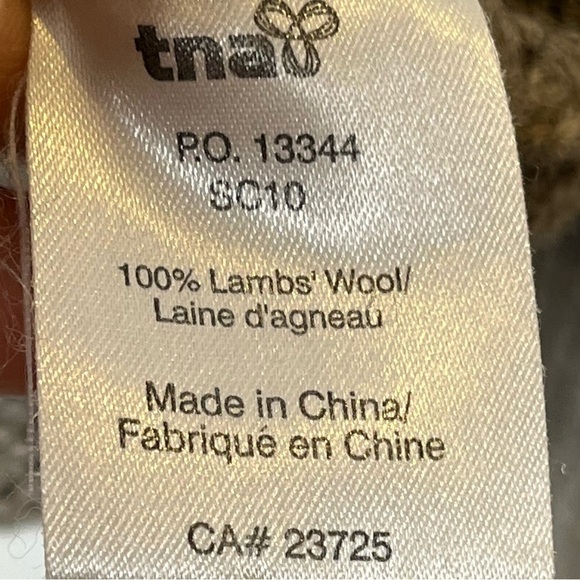 tna
P.O. 13344
SC10
100% Lambs' Wool/
Laine d'agneau
Made in China/
Fabriqué en Chine
CA# 23725